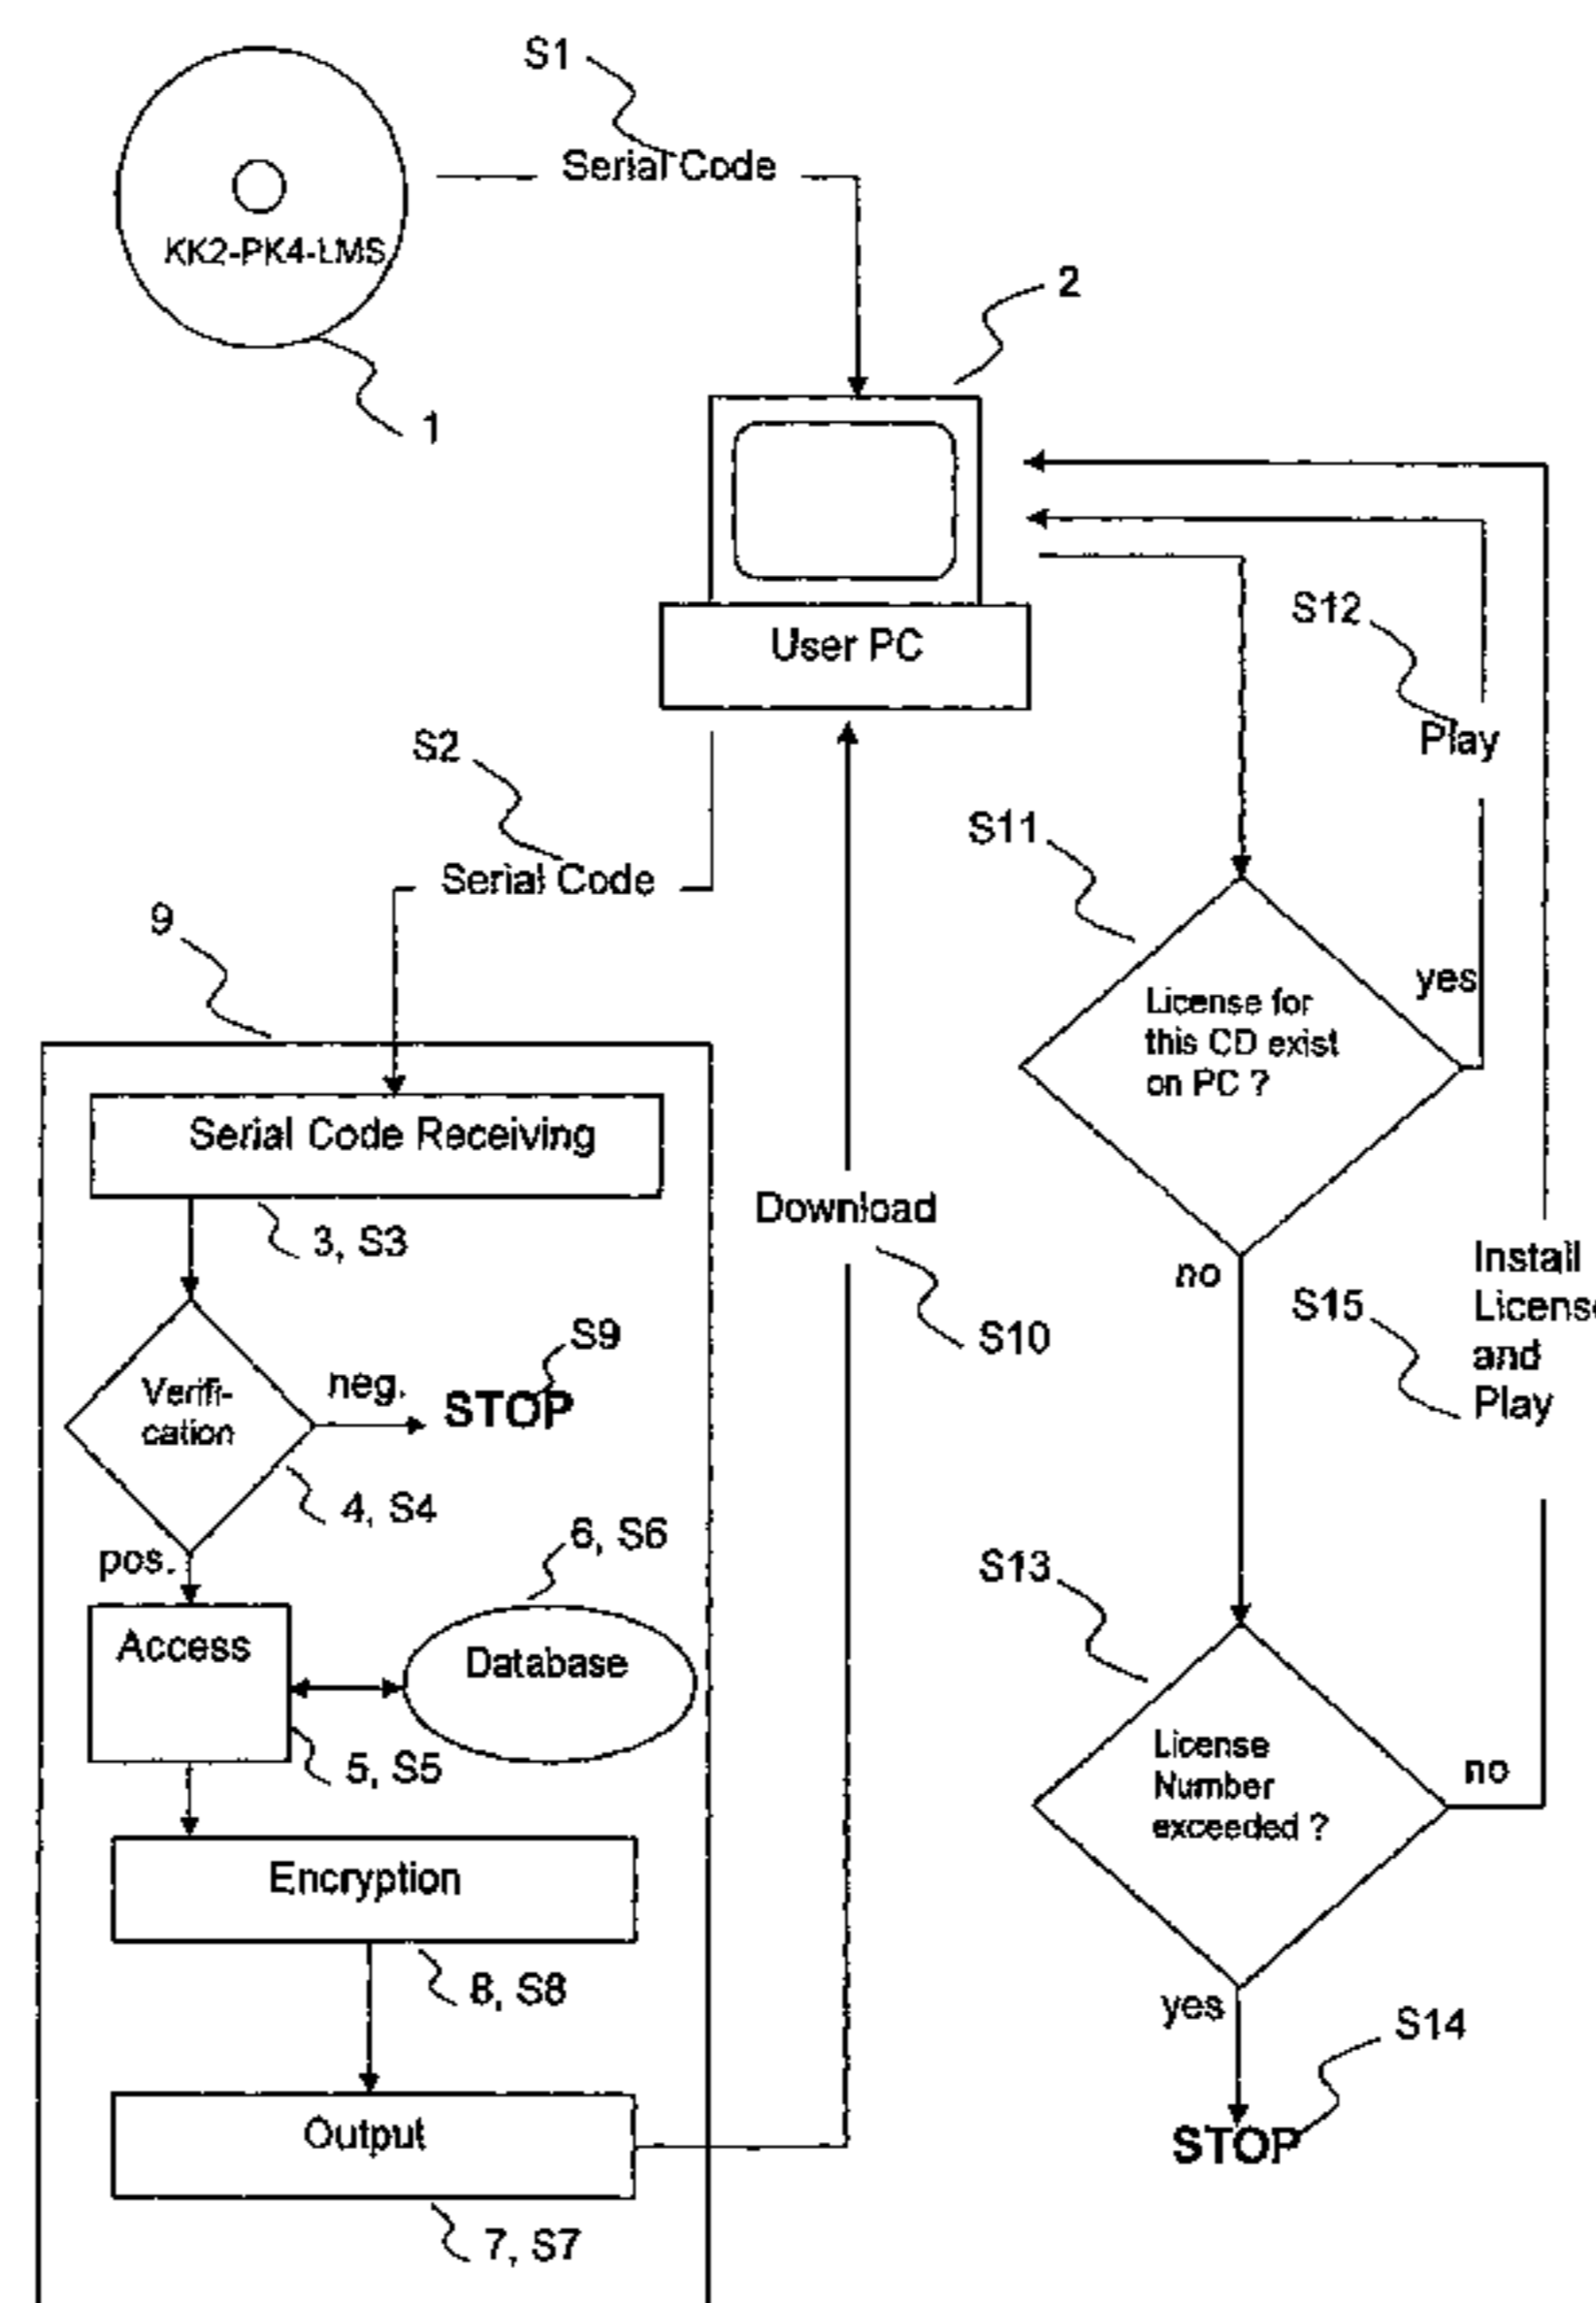 S1
Serial Code
KK2-PK4-LMS
1
2
User PC
S12
Play
S2
Serial Code
S11
License for
this CD exist
on PC ?
yes
no
9
Serial Code Receiving
3, S3
Download
S10
Verifi-
cation
neg.
STOP
S9
4, S4
pos.
Access
5, S5
6, S6
Database
Encryption
8, S8
Output
7, S7
S15
Install
License
and
Play
S13
License
Number
exceeded ?
no
yes
S14
STOP